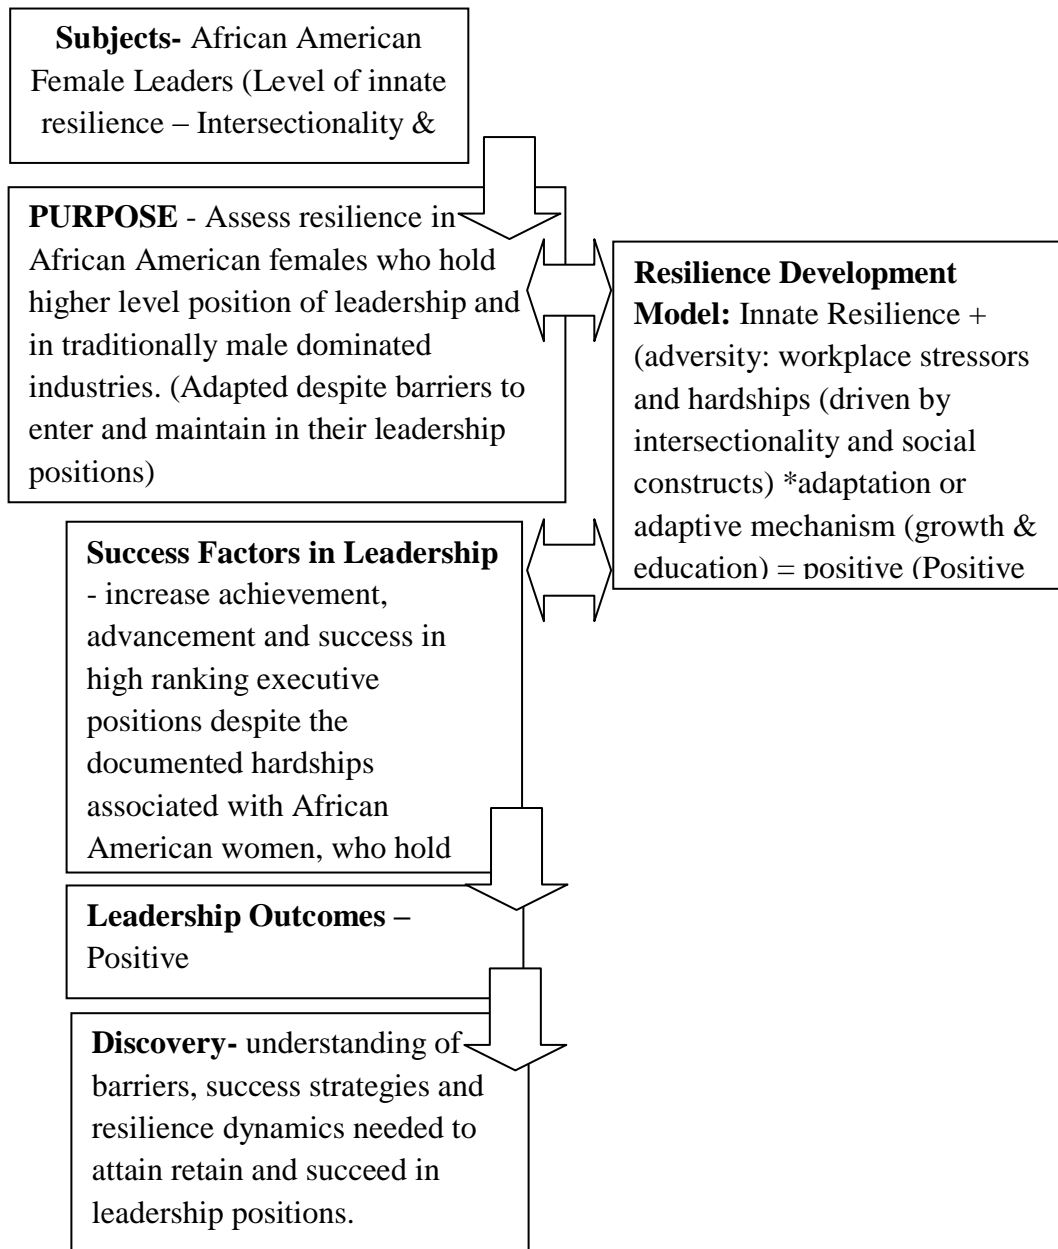 Subjects- African American
Female Leaders (Level of innate
resilience – Intersectionality &
PURPOSE - Assess resilience in
African American females who hold
higher level position of leadership and
in traditionally male dominated
industries. (Adapted despite barriers to
enter and maintain in their leadership
positions)
Resilience Development
Model: Innate Resilience +
(adversity: workplace stressors
and hardships (driven by
intersectionality and social
constructs) *adaptation or
adaptive mechanism (growth &
education) = positive (Positive
Success Factors in Leadership
- increase achievement,
advancement and success in
high ranking executive
positions despite the
documented hardships
associated with African
American women, who hold
Leadership Outcomes –
Positive
Discovery- understanding of
barriers, success strategies and
resilience dynamics needed to
attain retain and succeed in
leadership positions.